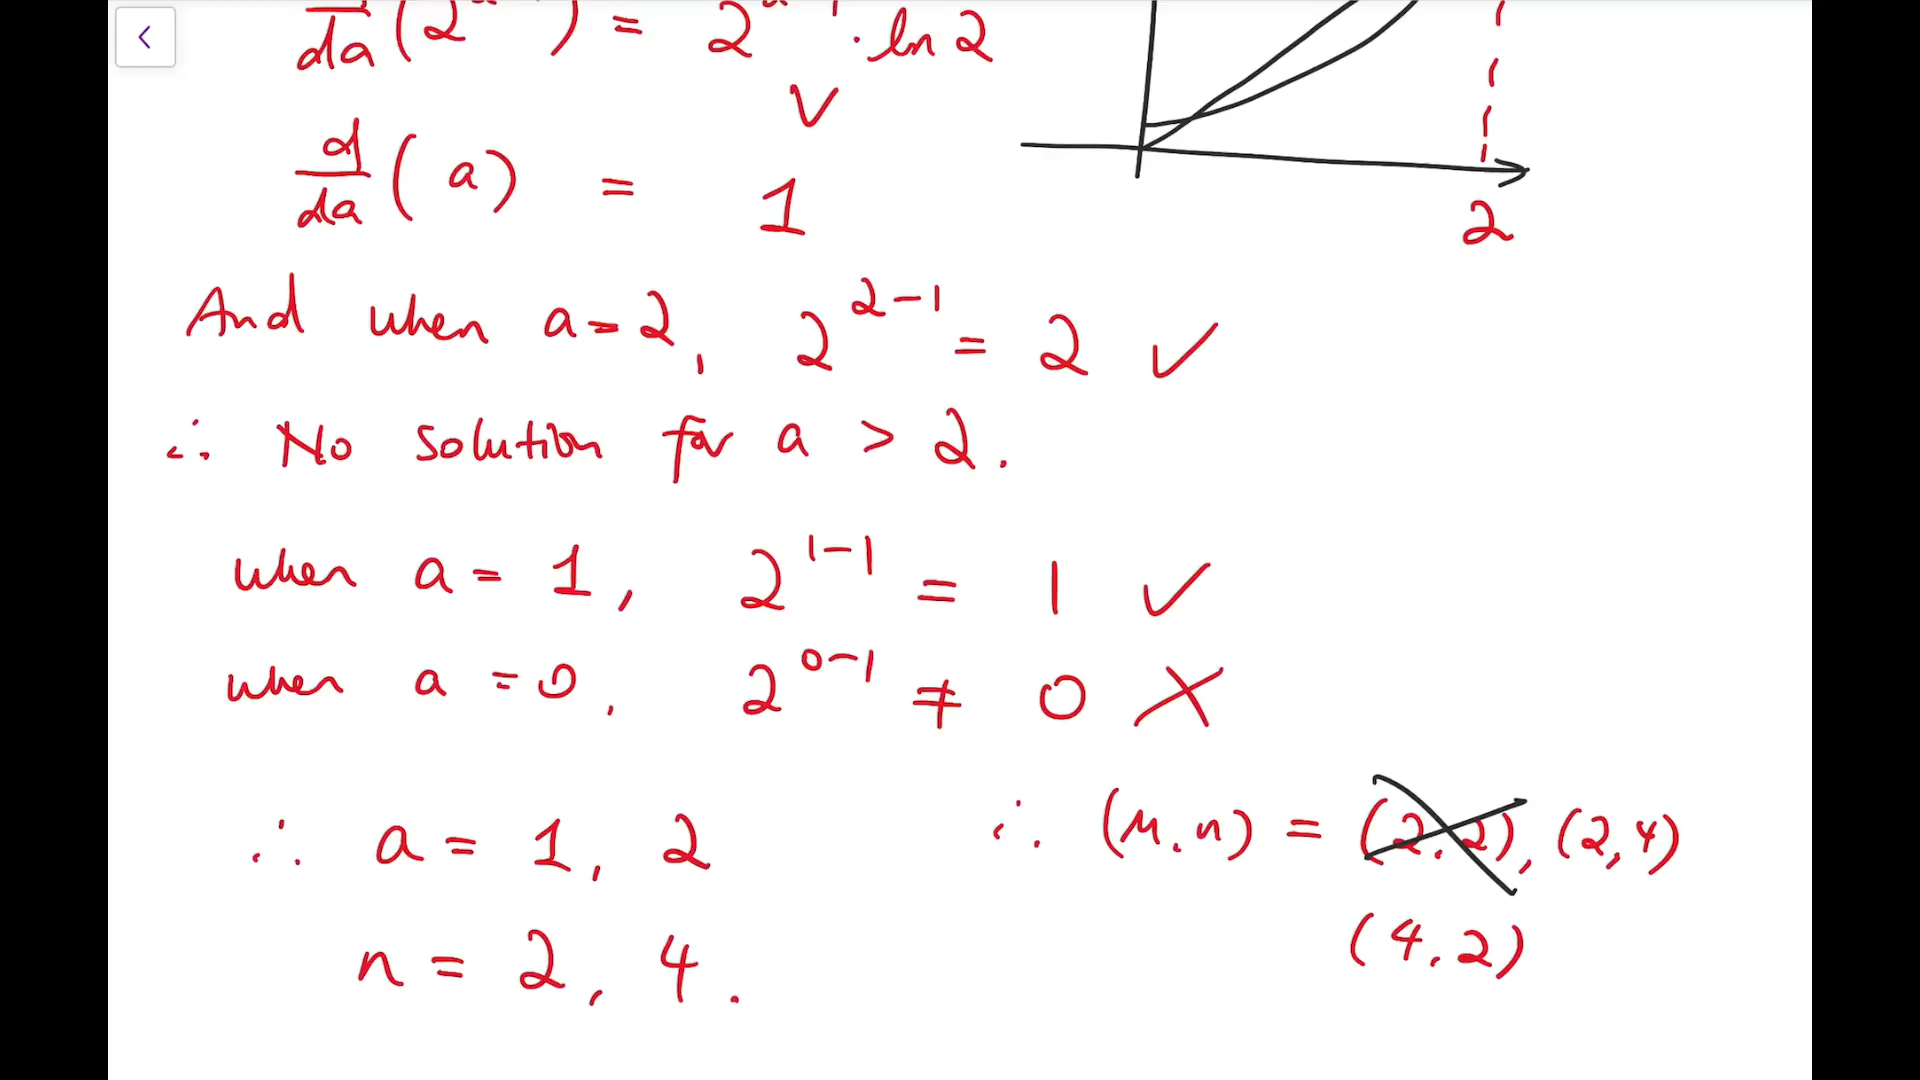 d/da (2^(a-1)) = 2^(a-1) · ln 2
∨
d/da (a) = 1
2
And when a = 2, 2^(2-1) = 2 ✓
∴ No solution for a > 2.
when a = 1, 2^(1-1) = 1 ✓
when a = 0, 2^(0-1) ≠ 0 ✗
∴ a = 1, 2
n = 2, 4.
∴ (m, n) = (2, 2), (2, 4)
(4, 2)